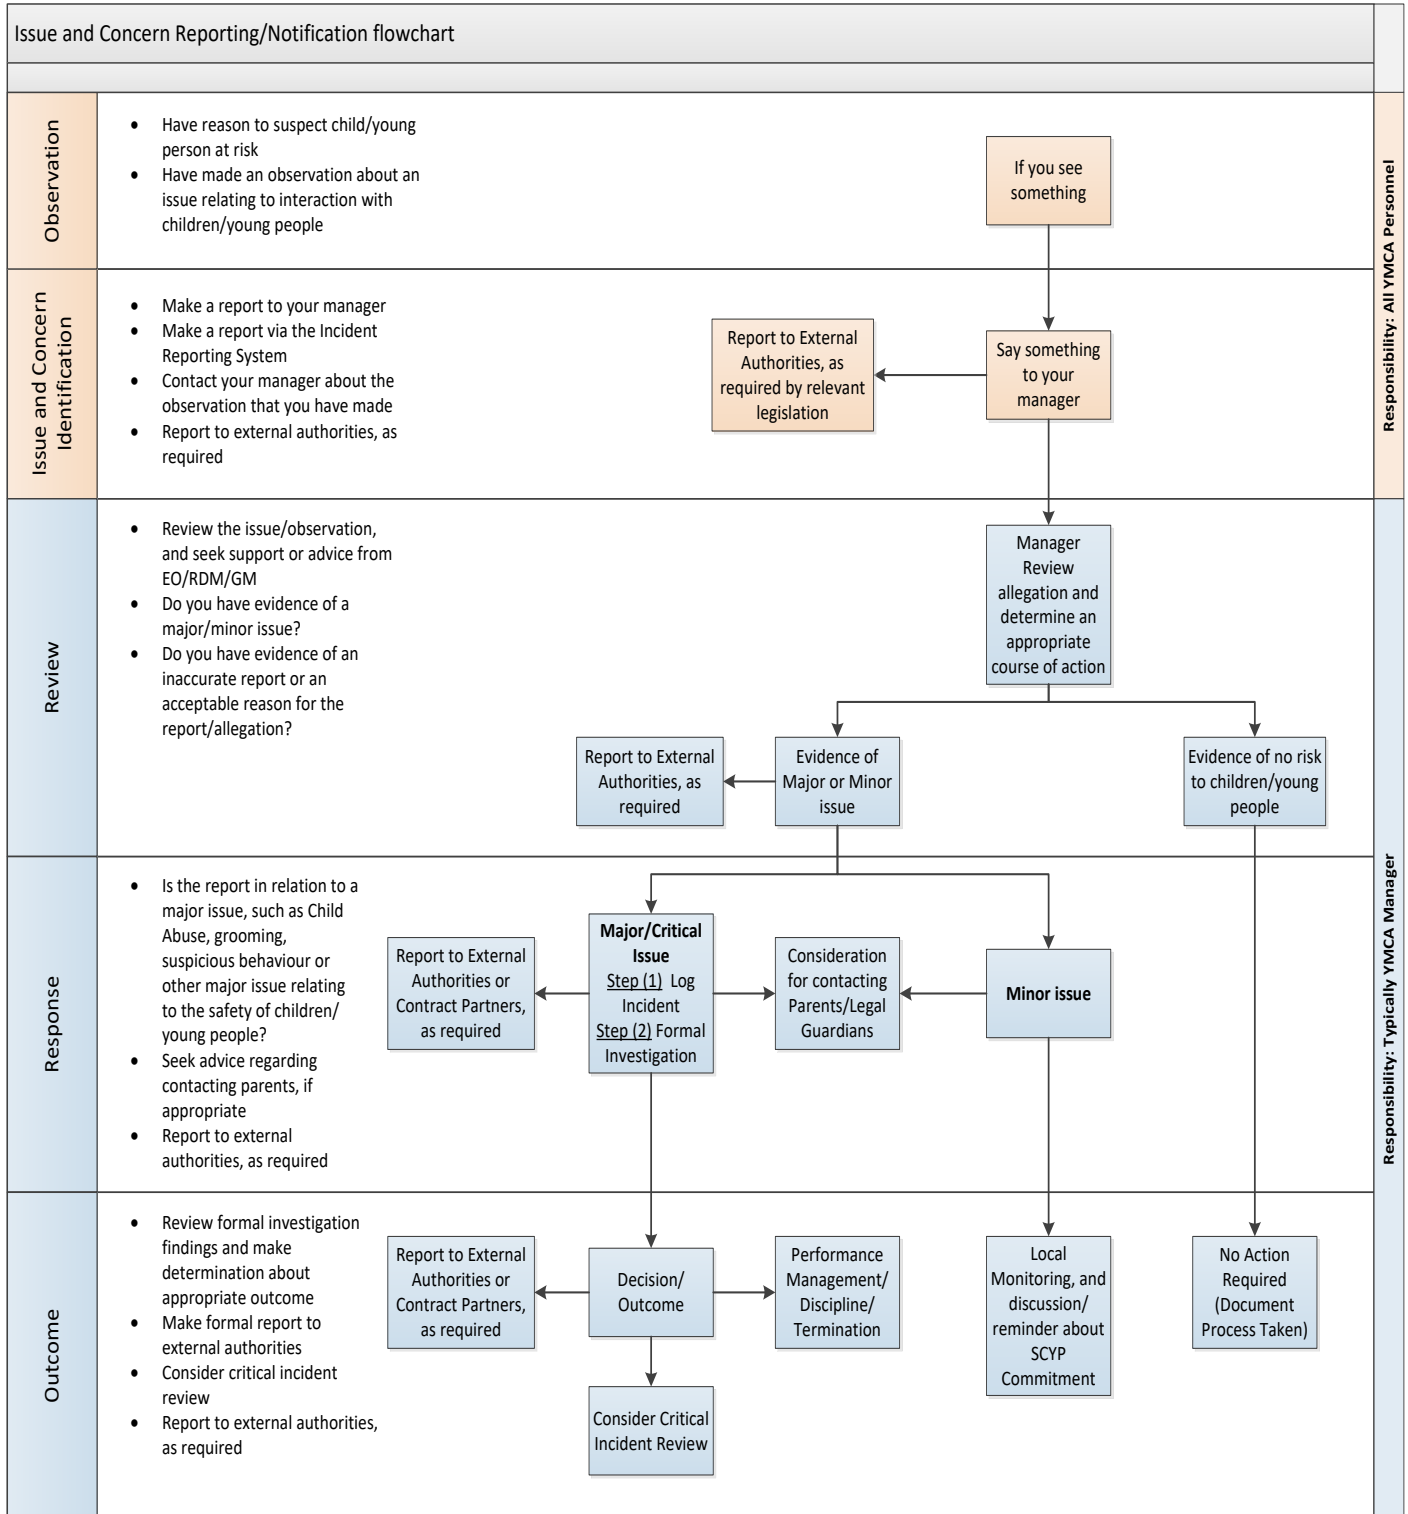 Issue and Concern Reporting/Notification flowchart
Observation
• Have reason to suspect child/young
person at risk
• Have made an observation about an
issue relating to interaction with
children/young people
If you see
something
Responsibility: All YMCA Personnel
Issue and Concern
Identification
• Make a report to your manager
• Make a report via the Incident
Reporting System
• Contact your manager about the
observation that you have made
• Report to external authorities, as
required
Report to External
Authorities, as
required by relevant
legislation
Say something
to your
manager
Review
• Review the issue/observation,
and seek support or advice from
EO/RDM/GM
• Do you have evidence of a
major/minor issue?
• Do you have evidence of an
inaccurate report or an
acceptable reason for the
report/allegation?
Manager
Review
allegation and
determine an
appropriate
course of action
Report to External
Authorities, as
required
Evidence of
Major or Minor
issue
Evidence of no risk
to children/young
people
Responsibility: Typically YMCA Manager
Response
• Is the report in relation to a
major issue, such as Child
Abuse, grooming,
suspicious behaviour or
other major issue relating
to the safety of children/
young people?
• Seek advice regarding
contacting parents, if
appropriate
• Report to external
authorities, as required
Report to External
Authorities or
Contract Partners,
as required
Major/Critical
Issue
Step (1) Log
Incident
Step (2) Formal
Investigation
Consideration
for contacting
Parents/Legal
Guardians
Minor issue
Outcome
• Review formal investigation
findings and make
determination about
appropriate outcome
• Make formal report to
external authorities
• Consider critical incident
review
• Report to external authorities,
as required
Report to External
Authorities or
Contract Partners,
as required
Decision/
Outcome
Performance
Management/
Discipline/
Termination
Local
Monitoring, and
discussion/
reminder about
SCYP
Commitment
No Action
Required
(Document
Process Taken)
Consider Critical
Incident Review